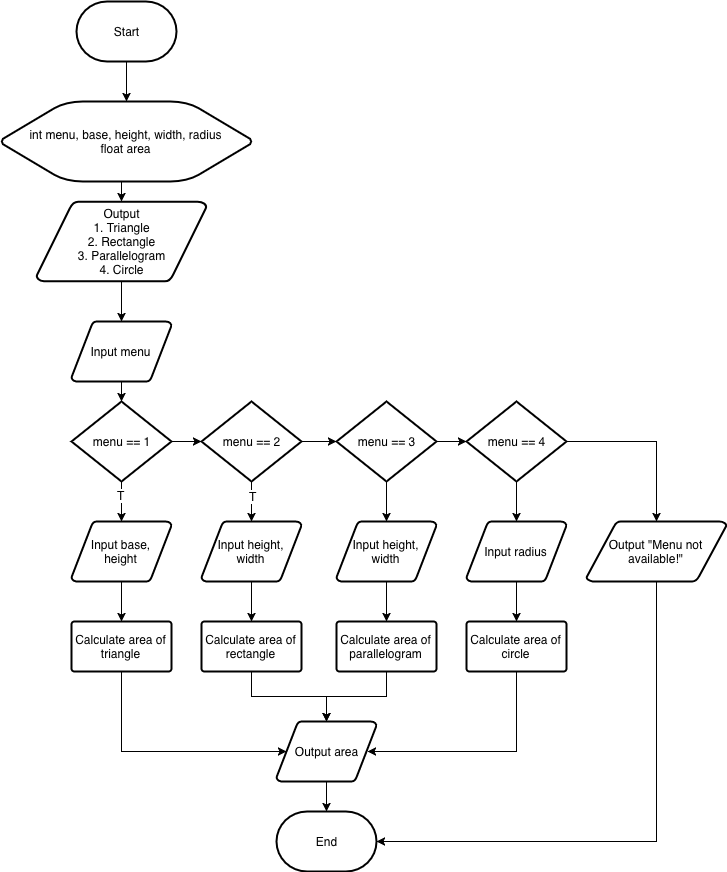 Start
int menu, base, height, width, radius
float area
Output
1. Triangle
2. Rectangle
3. Parallelogram
4. Circle
Input menu
menu == 1
menu == 2
menu == 3
menu == 4
T
T
Input base,
height
Input height,
width
Input height,
width
Input radius
Output "Menu not
available!"
Calculate area of
triangle
Calculate area of
rectangle
Calculate area of
parallelogram
Calculate area of
circle
Output area
End